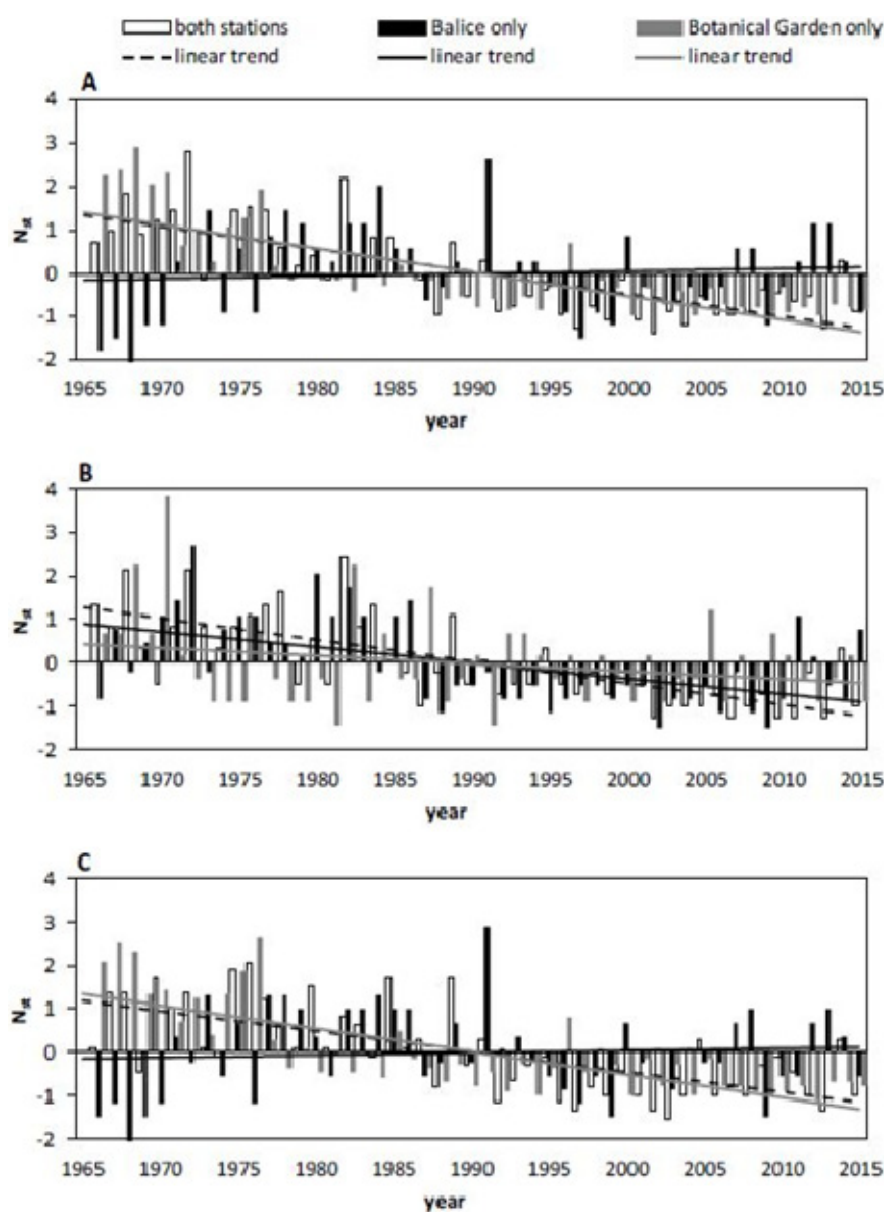 both stations Balice only Botanical Garden only
linear trend linear trend linear trend
A
4
3
2
1
0
-1
-2
Nst
1965 1970 1975 1980 1985 1990 1995 2000 2005 2010 2015
year
B
4
3
2
1
0
-1
-2
Nst
1965 1970 1975 1980 1985 1990 1995 2000 2005 2010 2015
year
C
4
3
2
1
0
-1
-2
Nst
1965 1970 1975 1980 1985 1990 1995 2000 2005 2010 2015
year